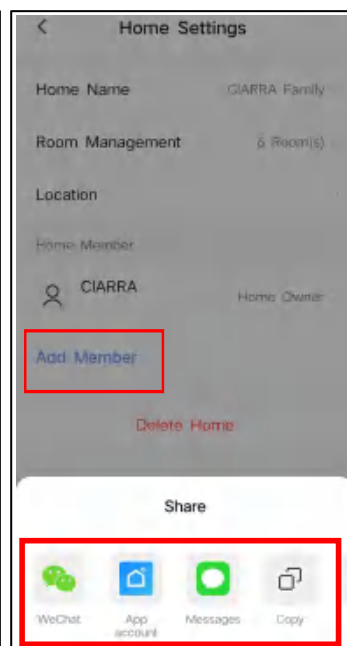 Home Settings
Home Name CIARRA Family
Room Management 6 Room(s)
Location
Home Member
CIARRA
Home Owner
Add Member
Delete Home
Share
WeChat App account Messages Copy